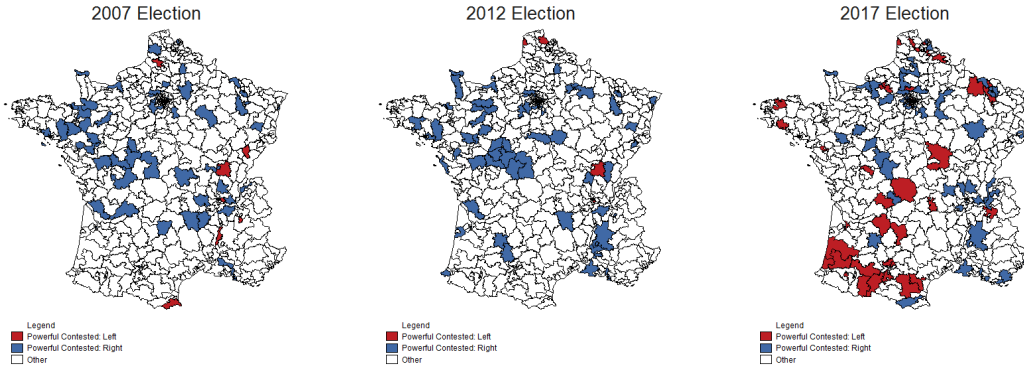 2007 Election
2012 Election
2017 Election
Legend
Powerful Contested: Left
Powerful Contested: Right
Other
Legend
Powerful Contested: Left
Powerful Contested: Right
Other
Legend
Powerful Contested: Left
Powerful Contested: Right
Other